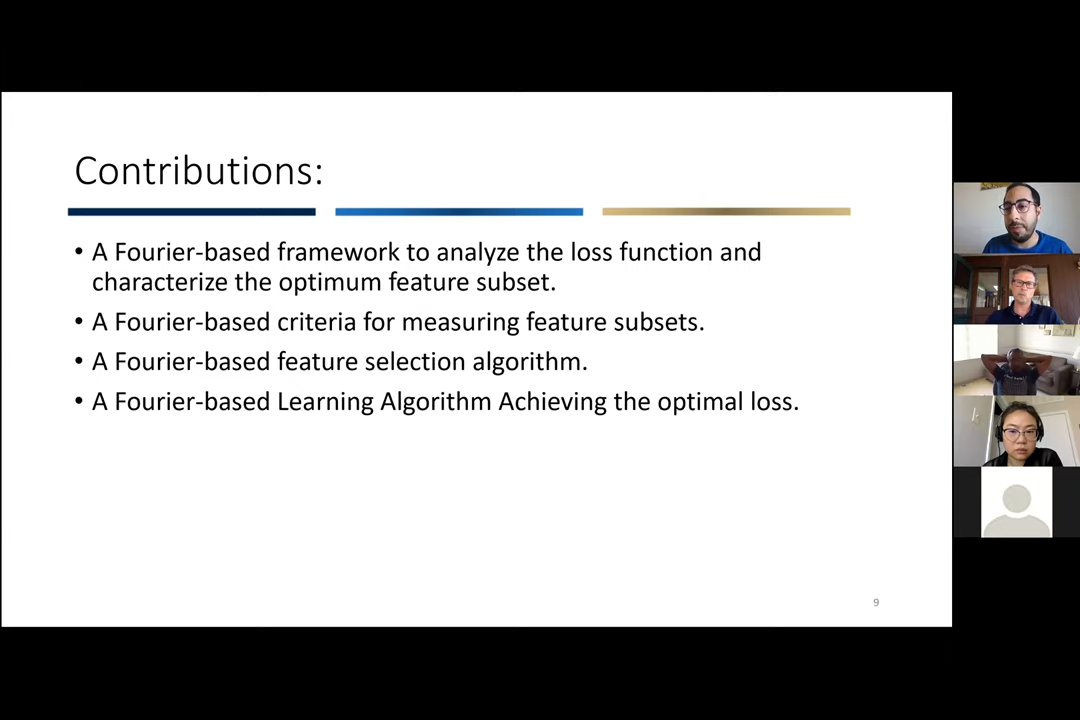 Contributions:
• A Fourier-based framework to analyze the loss function and
characterize the optimum feature subset.
• A Fourier-based criteria for measuring feature subsets.
• A Fourier-based feature selection algorithm.
• A Fourier-based Learning Algorithm Achieving the optimal loss.
9